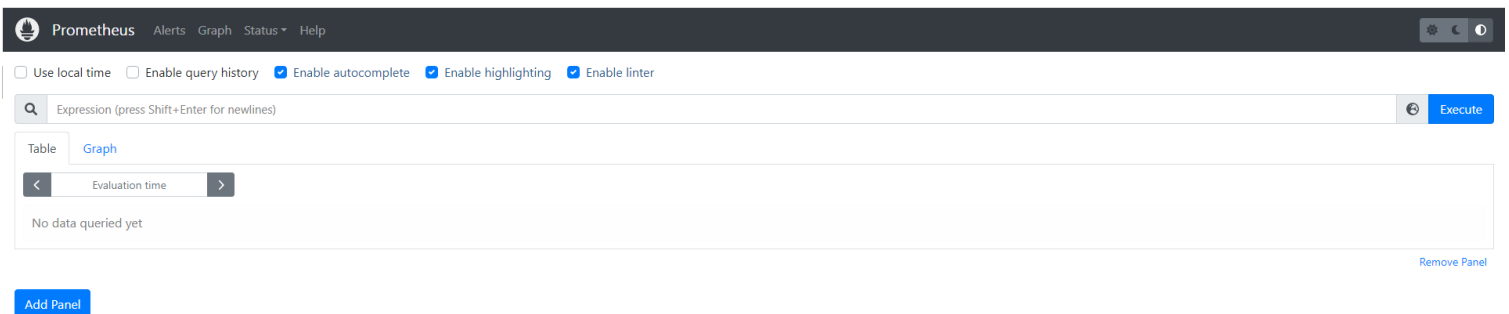 Prometheus Alerts Graph Status Help
Use local time Enable query history Enable autocomplete Enable highlighting Enable linter
Expression (press Shift+Enter for newlines) Execute
Table Graph
Evaluation time
No data queried yet
Remove Panel
Add Panel